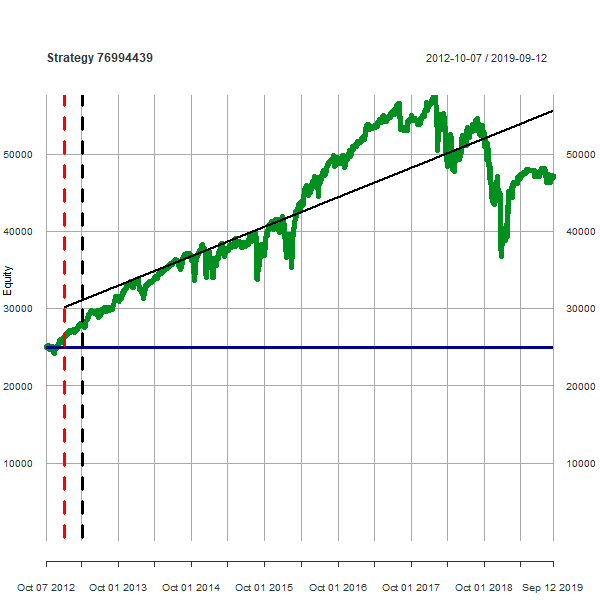 Strategy 76994439
2012-10-07 / 2019-09-12
50000
50000
40000
40000
Equity
30000
30000
20000
20000
10000
10000
Oct 07 2012
Oct 01 2013
Oct 01 2014
Oct 01 2015
Oct 01 2016
Oct 01 2017
Oct 01 2018
Sep 12 2019